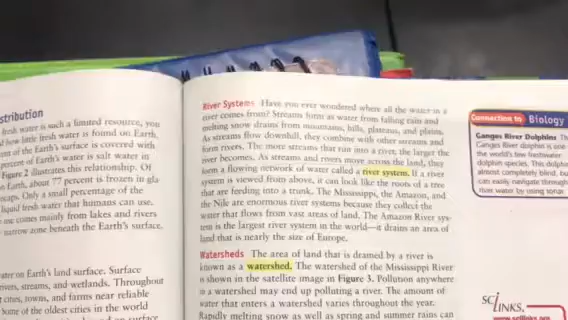 stribution
fresh water is such a limited resource, you
how little fresh water is found on Earth.
cent of the Earth's surface is covered with
percent of Earth's water is salt water in
Figure 2 illustrates this relationship. Of
Earth, about 77 percent is frozen in gla
ecaps. Only a small percentage of the
liquid fresh water that humans can use.
use comes mainly from lakes and rivers
narrow zone beneath the Earth's surface.
ater on Earth's land surface. Surface
rivers, streams, and wetlands. Throughout
cities, towns, and farms near reliable
Some of the oldest cities in the world
River Systems Have you ever wondered where all the water in a
river comes from? Streams form as water from falling rain and
melting snow drains from mountains, hills, plateaus, and plains.
As streams flow downhill, they combine with other streams and
form rivers. The more streams that run into a river, the larger the
river becomes. As streams and rivers move across the land, they
form a flowing network of water called a river system. If a river
system is viewed from above, it can look like the roots of a tree
that are feeding into a trunk. The Mississippi, the Amazon, and
the Nile are enormous river systems because they collect the
water that flows from vast areas of land. The Amazon River sys-
tem is the largest river system in the world—it drains an area of
land that is nearly the size of Europe.
Watersheds The area of land that is drained by a river is
known as a watershed. The watershed of the Mississippi River
is shown in the satellite image in Figure 3. Pollution anywhere
in a watershed may end up polluting a river. The amount of
water that enters a watershed varies throughout the year.
Rapidly melting snow as well as spring and summer rains can
Connection to Biology
Ganges River Dolphins Th
Ganges River dolphin is one
the world's few freshwater
dolphin species. This dolphin
almost completely blind, bu
can easily navigate through
river water by using sonar.
SCI
LINKS